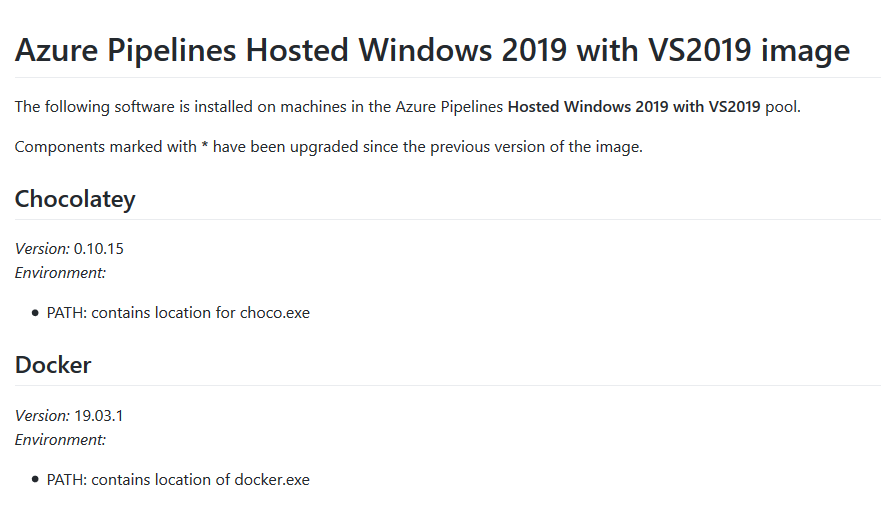 Azure Pipelines Hosted Windows 2019 with VS2019 image
The following software is installed on machines in the Azure Pipelines Hosted Windows 2019 with VS2019 pool.
Components marked with * have been upgraded since the previous version of the image.
Chocolatey
Version: 0.10.15
Environment:
• PATH: contains location for choco.exe
Docker
Version: 19.03.1
Environment:
• PATH: contains location of docker.exe